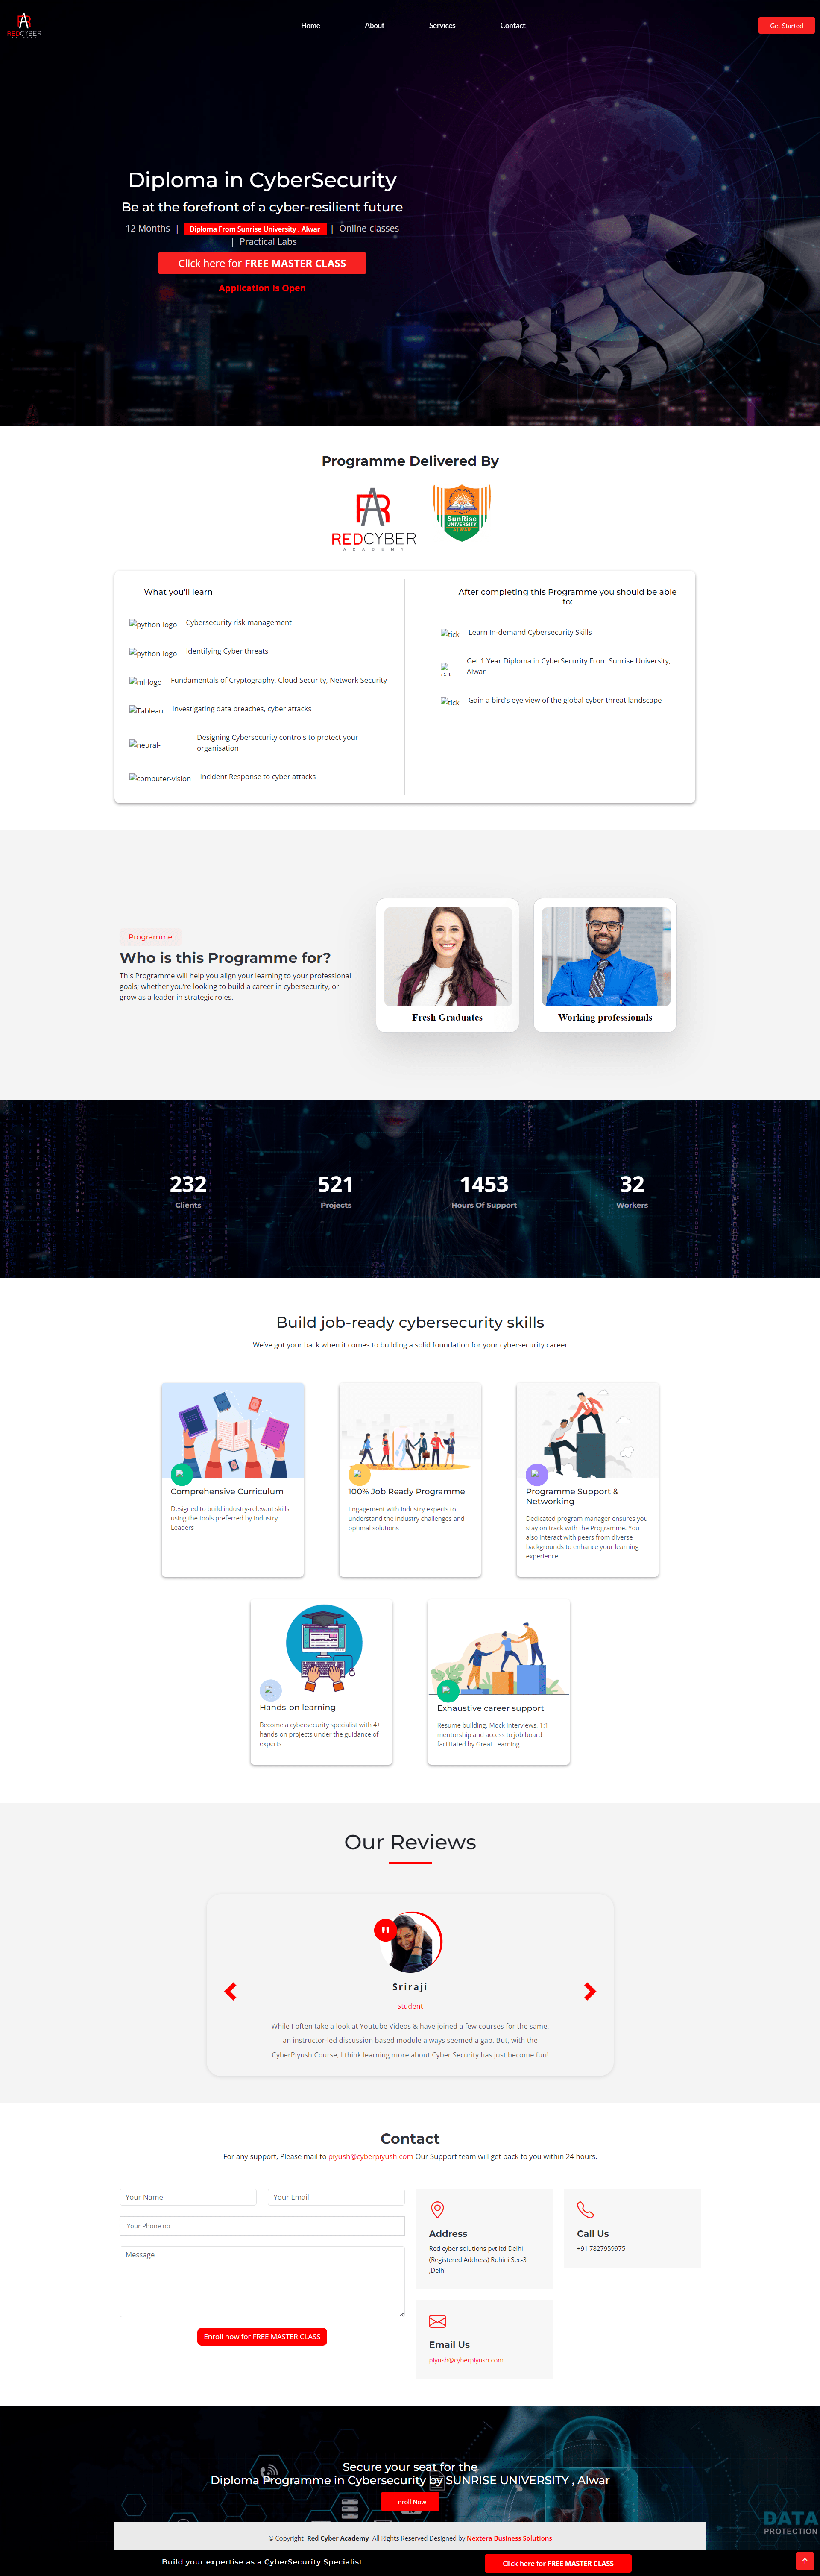 REDCYBER
ACADEMY
Home
About
Services
Contact
Get Started
Diploma in CyberSecurity
Be at the forefront of a cyber-resilient future
12 Months | Diploma From Sunrise University , Alwar | Online-classes
| Practical Labs
Click here for FREE MASTER CLASS
Application Is Open
Programme Delivered By
REDCYBER
ACADEMY
SunRise
UNIVERSITY
ALWAR
What you'll learn
python-logo Cybersecurity risk management
python-logo Identifying Cyber threats
ml-logo Fundamentals of Cryptography, Cloud Security, Network Security
Tableau Investigating data breaches, cyber attacks
neural- Designing Cybersecurity controls to protect your
organisation
computer-vision Incident Response to cyber attacks
After completing this Programme you should be able
to:
tick Learn In-demand Cybersecurity Skills
tick Get 1 Year Diploma in CyberSecurity From Sunrise University,
Alwar
tick Gain a bird's eye view of the global cyber threat landscape
Programme
Who is this Programme for?
This Programme will help you align your learning to your professional
goals; whether you're looking to build a career in cybersecurity, or
grow as a leader in strategic roles.
Fresh Graduates
Working professionals
232
Clients
521
Projects
1453
Hours Of Support
32
Workers
Build job-ready cybersecurity skills
We've got your back when it comes to building a solid foundation for your cybersecurity career
Comprehensive Curriculum
Designed to build industry-relevant skills
using the tools preferred by Industry
Leaders
100% Job Ready Programme
Engagement with industry experts to
understand the industry challenges and
optimal solutions
Programme Support &
Networking
Dedicated program manager ensures you
stay on track with the Programme. You
also interact with peers from diverse
backgrounds to enhance your learning
experience
Hands-on learning
Become a cybersecurity specialist with 4+
hands-on projects under the guidance of
experts
Exhaustive career support
Resume building, Mock interviews, 1:1
mentorship and access to job board
facilitated by Great Learning
Our Reviews
Sriraji
Student
While I often take a look at Youtube Videos & have joined a few courses for the same,
an instructor-led discussion based module always seemed a gap. But, with the
CyberPiyush Course, I think learning more about Cyber Security has just become fun!
Contact
For any support, Please mail to piyush@cyberpiyush.com Our Support team will get back to you within 24 hours.
Your Name
Your Email
Your Phone no
Message
Enroll now for FREE MASTER CLASS
Address
Red cyber solutions pvt ltd Delhi
(Registered Address) Rohini Sec-3
,Delhi
Call Us
+91 7827959975
Email Us
piyush@cyberpiyush.com
Secure your seat for the
Diploma Programme in Cybersecurity by SUNRISE UNIVERSITY , Alwar
Enroll Now
DATA
PROTECTION
© Copyright Red Cyber Academy All Rights Reserved Designed by Nextera Business Solutions
Build your expertise as a CyberSecurity Specialist
Click here for FREE MASTER CLASS